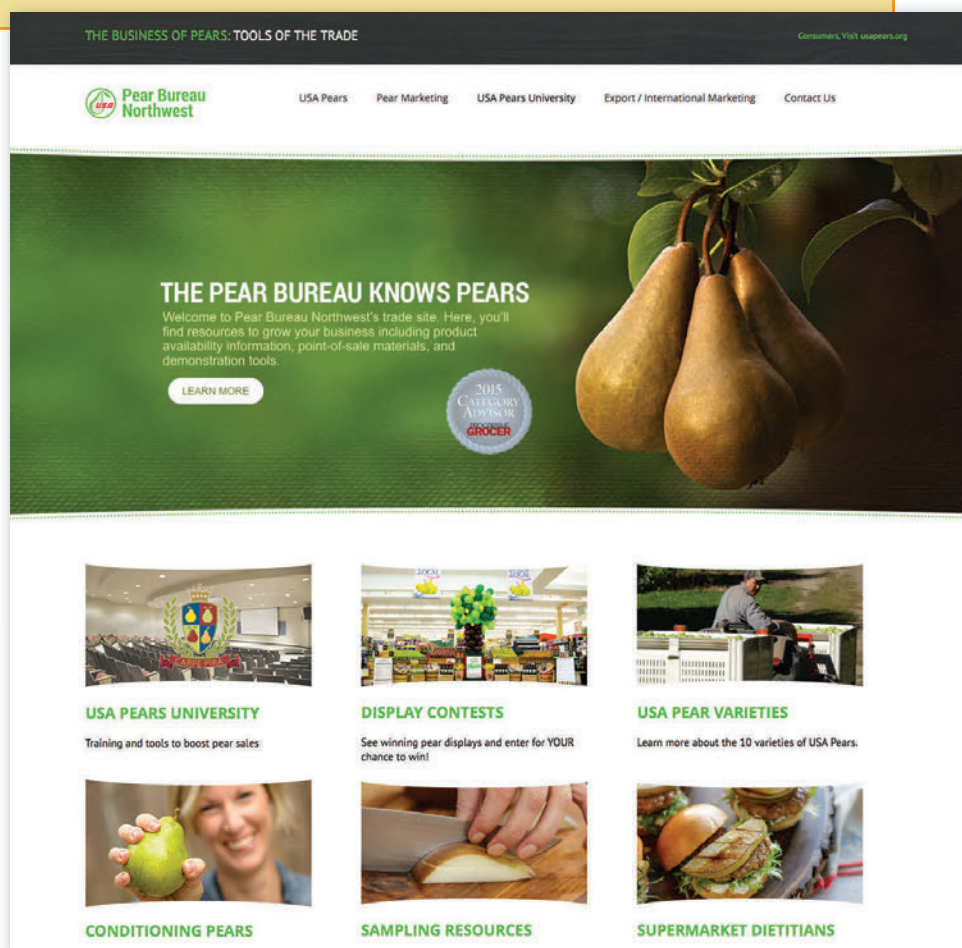 THE BUSINESS OF PEARS: TOOLS OF THE TRADE
Consumers, Visit usapears.org
USA
Pear Bureau
Northwest
USA Pears
Pear Marketing
USA Pears University
Export / International Marketing
Contact Us
THE PEAR BUREAU KNOWS PEARS
Welcome to Pear Bureau Northwest's trade site. Here, you'll
find resources to grow your business including product
availability information, point-of-sale materials, and
demonstration tools.
LEARN MORE
2015
CATEGORY
ADVISOR
PROGRESSIVE
GROCER
CARPE PIRA
LOCAL
LOCAL
USA PEARS UNIVERSITY
Training and tools to boost pear sales
DISPLAY CONTESTS
See winning pear displays and enter for YOUR
chance to win!
USA PEAR VARIETIES
Learn more about the 10 varieties of USA Pears.
CONDITIONING PEARS
SAMPLING RESOURCES
SUPERMARKET DIETITIANS